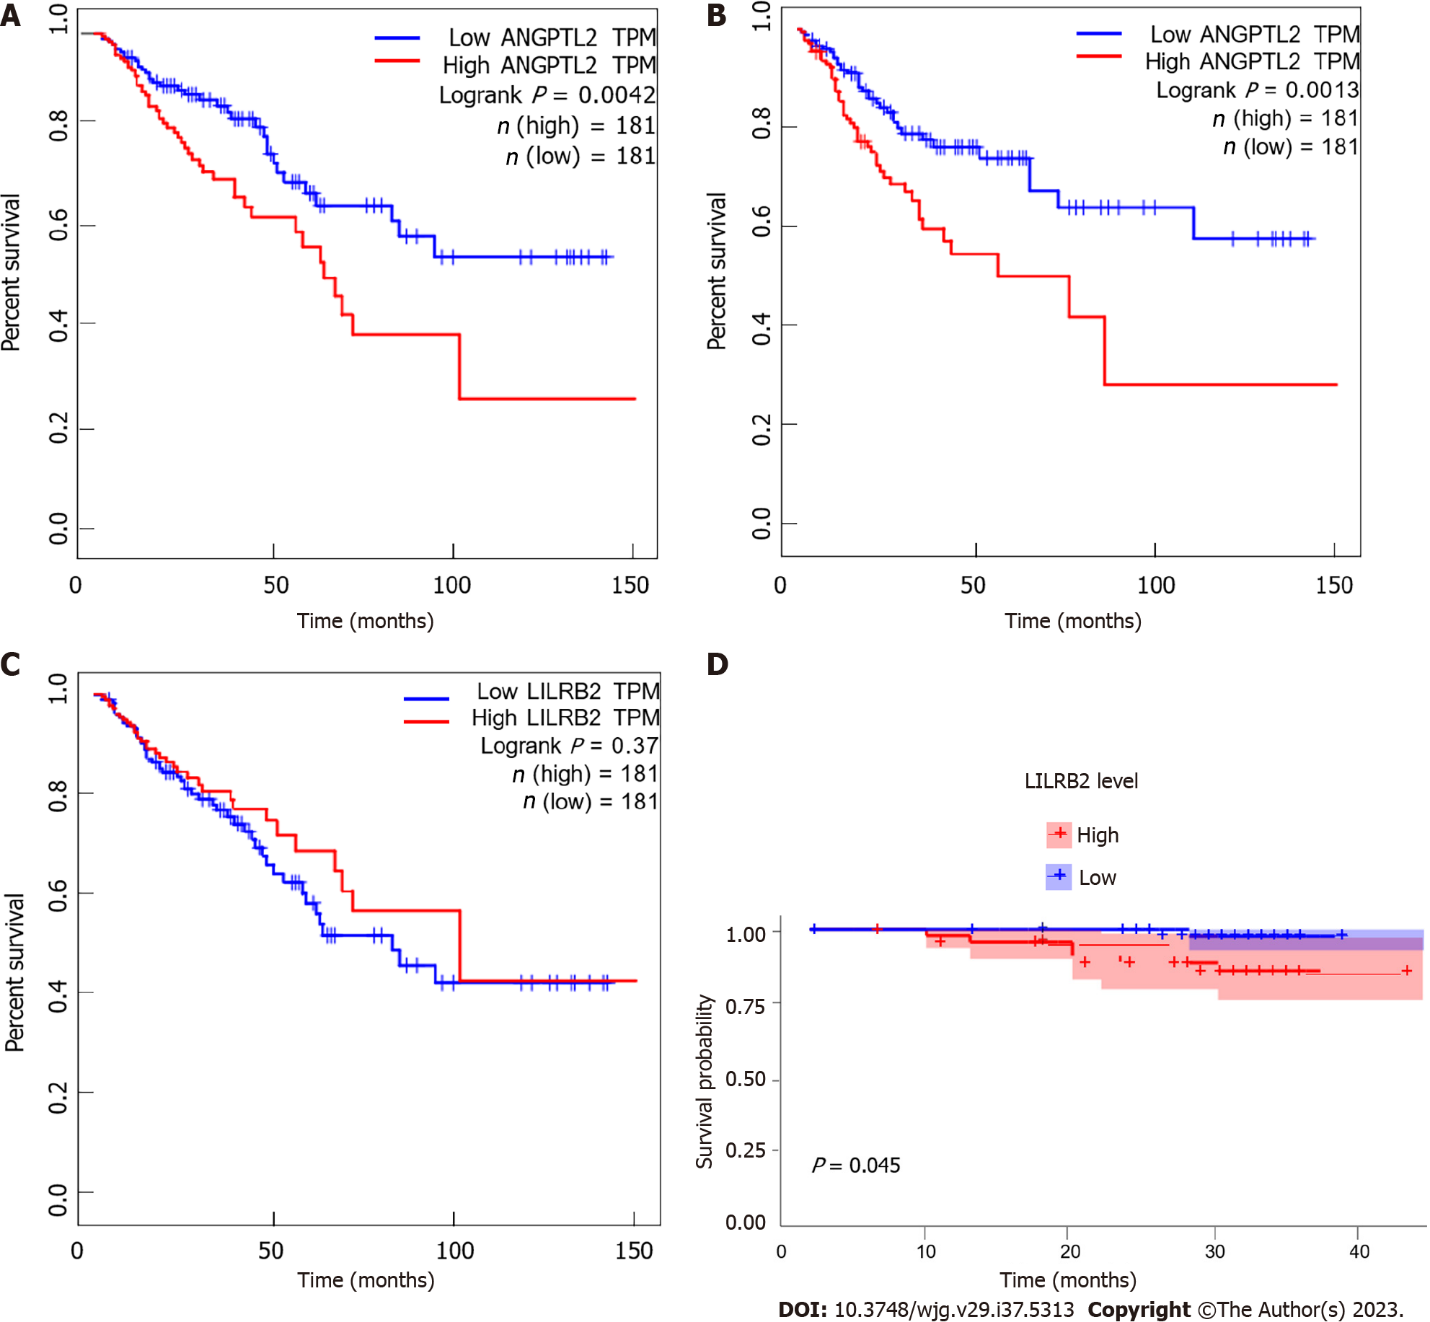 A
Low ANGPTL2 TPM
High ANGPTL2 TPM
Logrank P = 0.0042
n (high) = 181
n (low) = 181
Percent survival
1.0
0.8
0.6
0.4
0.2
0.0
0 50 100 150
Time (months)
B
Low ANGPTL2 TPM
High ANGPTL2 TPM
Logrank P = 0.0013
n (high) = 181
n (low) = 181
Percent survival
1.0
0.8
0.6
0.4
0.2
0.0
0 50 100 150
Time (months)
C
Low LILRB2 TPM
High LILRB2 TPM
Logrank P = 0.37
n (high) = 181
n (low) = 181
Percent survival
1.0
0.8
0.6
0.4
0.2
0.0
0 50 100 150
Time (months)
D
LILRB2 level
High
Low
Survival probability
1.00
0.75
0.50
0.25
0.00
P = 0.045
0 10 20 30 40
Time (months)
DOI: 10.3748/wjg.v29.i37.5313 Copyright ©The Author(s) 2023.